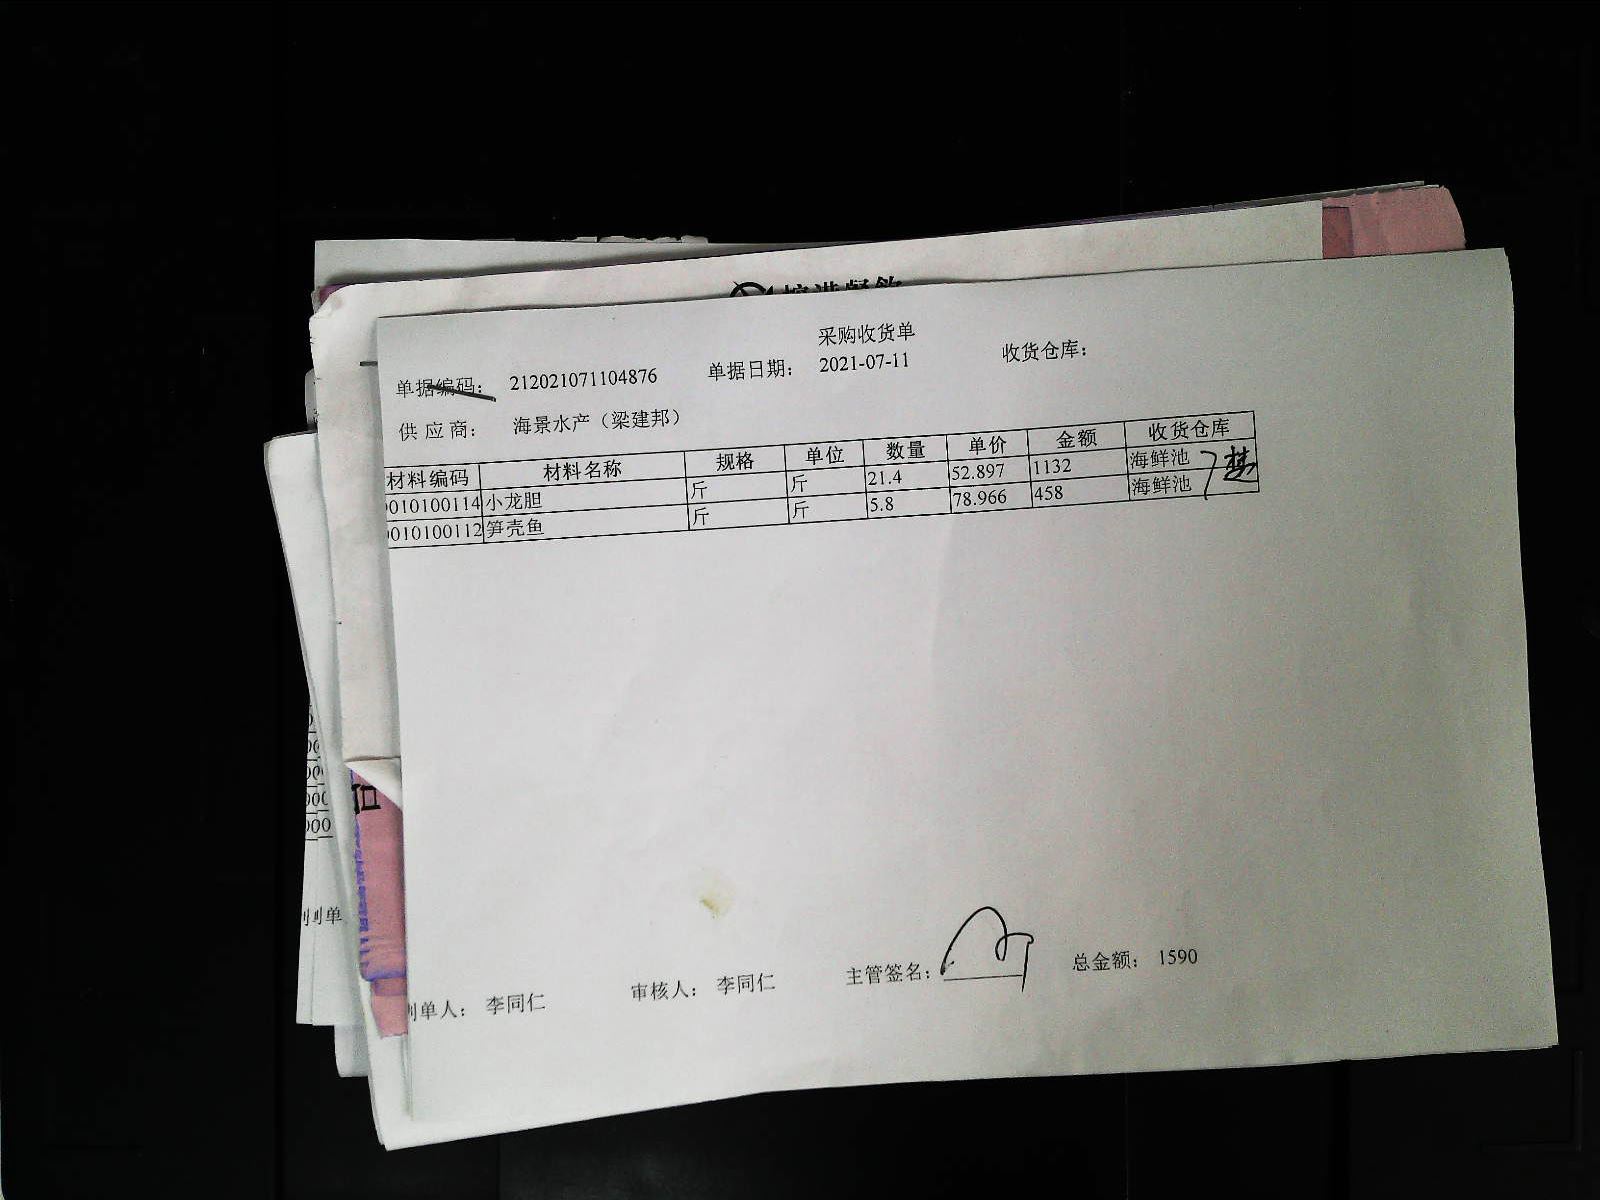 采购收货单
单据编码： 212021071104876 单据日期： 2021-07-11 收货仓库：
供 应 商： 海景水产（梁建邦）
材料编码 材料名称 规格 单位 数量 单价 金额 收货仓库
010100114 小龙胆 斤 斤 21.4 52.897 1132 海鲜池
010100112 笋壳鱼 斤 斤 5.8 78.966 458 海鲜池
单人： 李同仁 审核人： 李同仁 主管签名： 总金额： 1590